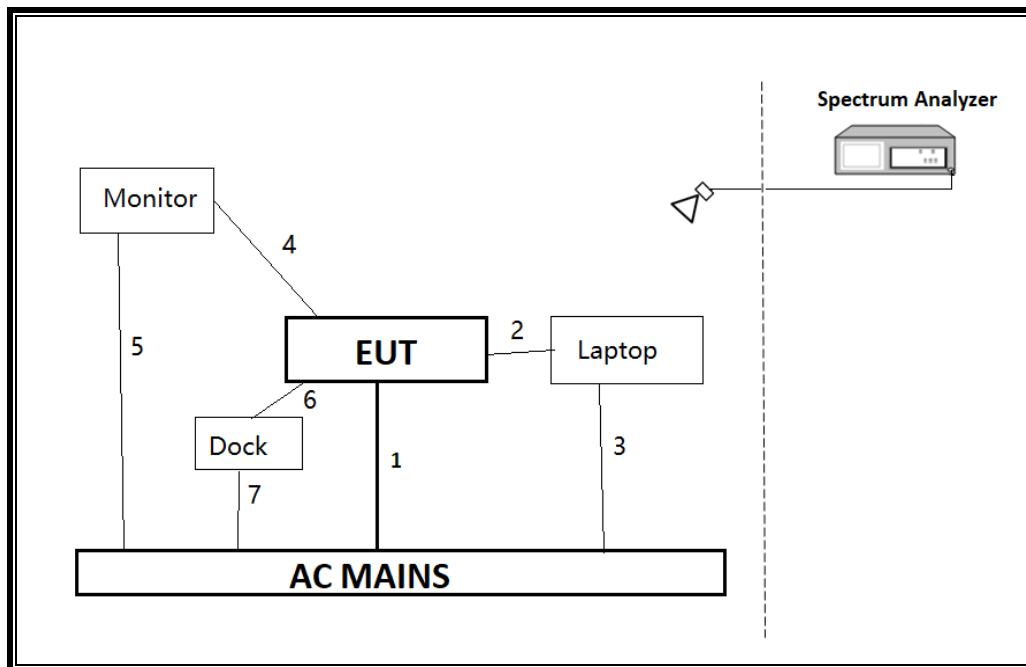 Spectrum Analyzer
Monitor
4
2
EUT
Laptop
5
6
Dock
1
3
7
AC MAINS